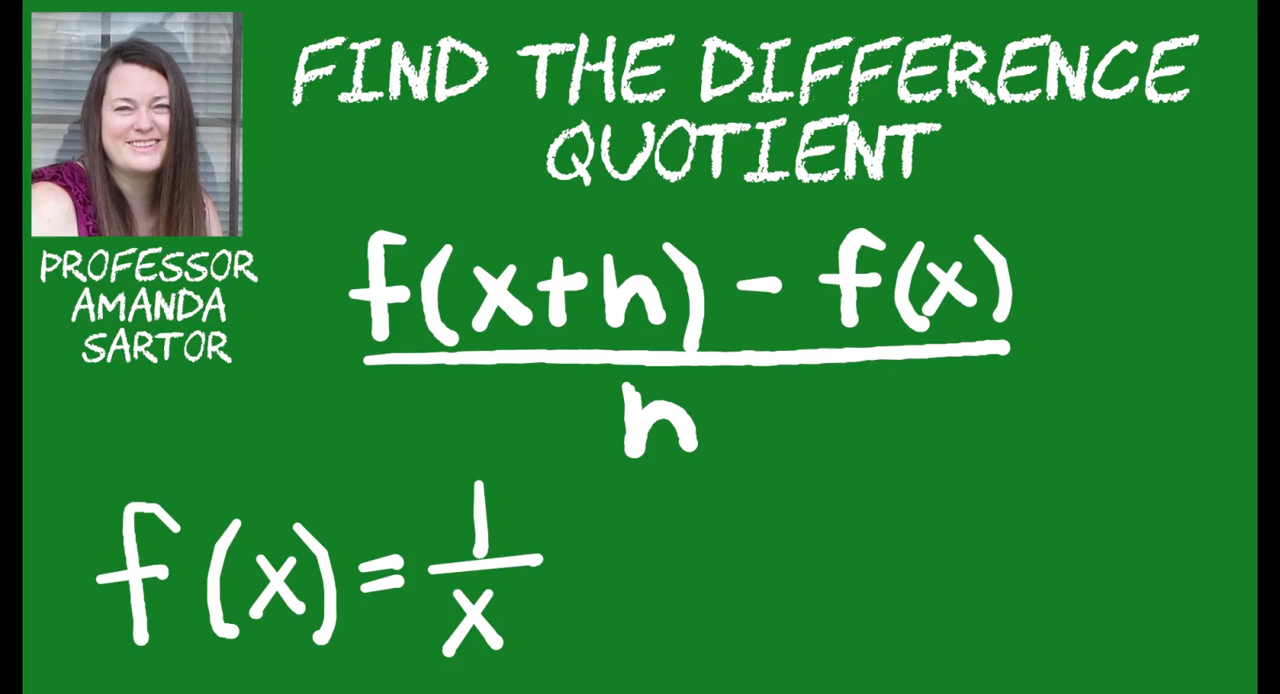 FIND THE DIFFERENCE
QUOTIENT
PROFESSOR
AMANDA
SARTOR
f(x+h) - f(x)
h
f(x) = 1/x